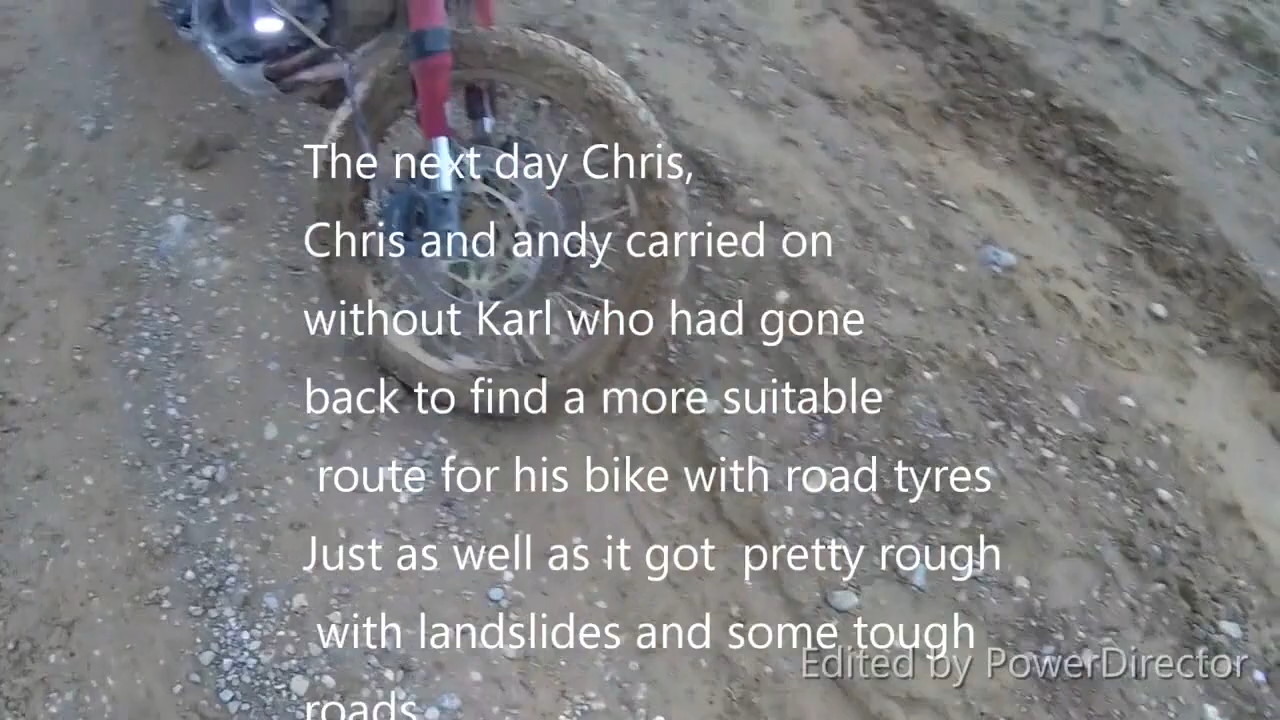 The next day Chris,
Chris and andy carried on
without Karl who had gone
back to find a more suitable
route for his bike with road tyres
Just as well as it got  pretty rough
with landslides and some tough
roads
Edited by PowerDirector